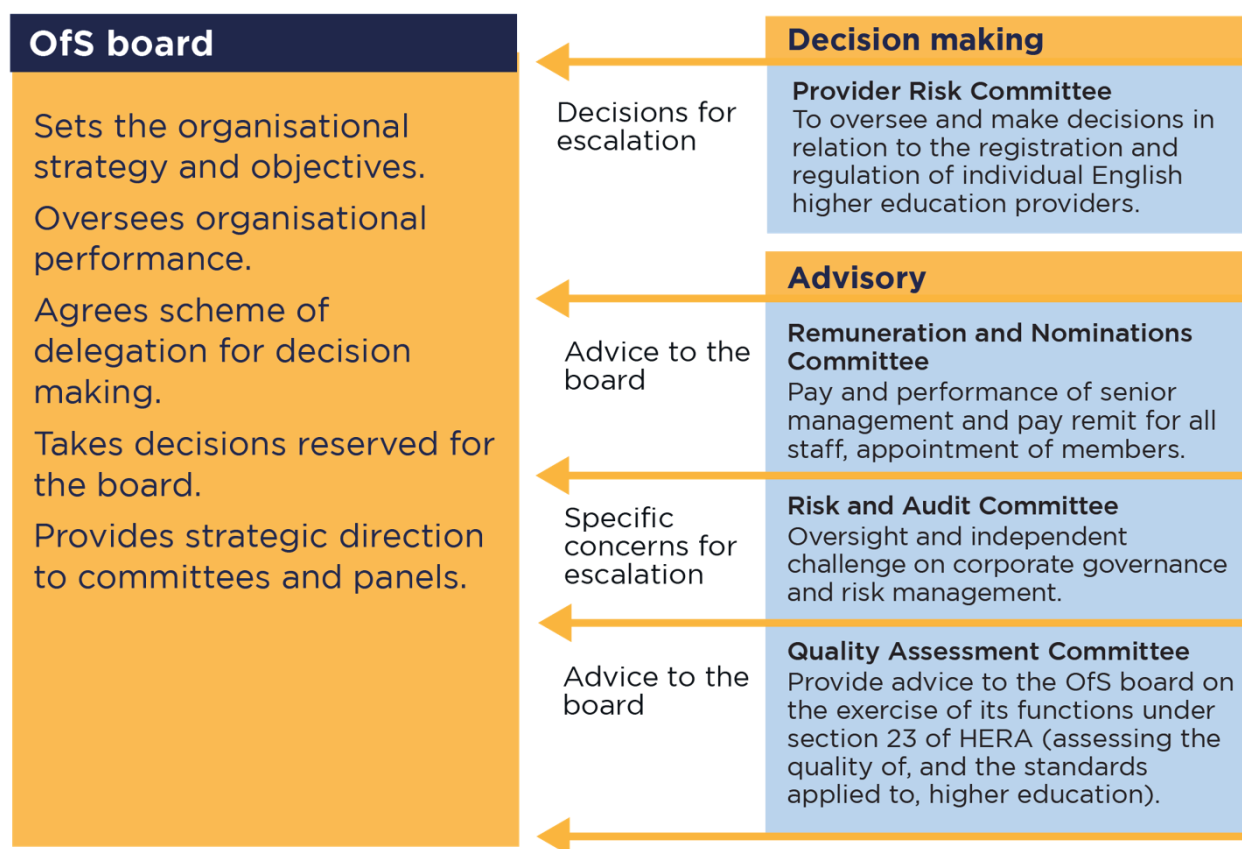 OfS board
Sets the organisational
strategy and objectives.
Oversees organisational
performance.
Agrees scheme of
delegation for decision
making.
Takes decisions reserved for
the board.
Provides strategic direction
to committees and panels.
Decisions for
escalation
Advice to the
board
Specific
concerns for
escalation
Advice to the
board
Decision making
Provider Risk Committee
To oversee and make decisions in
relation to the registration and
regulation of individual English
higher education providers.
Advisory
Remuneration and Nominations
Committee
Pay and performance of senior
management and pay remit for all
staff, appointment of members.
Risk and Audit Committee
Oversight and independent
challenge on corporate governance
and risk management.
Quality Assessment Committee
Provide advice to the OfS board on
the exercise of its functions under
section 23 of HERA (assessing the
quality of, and the standards
applied to, higher education).